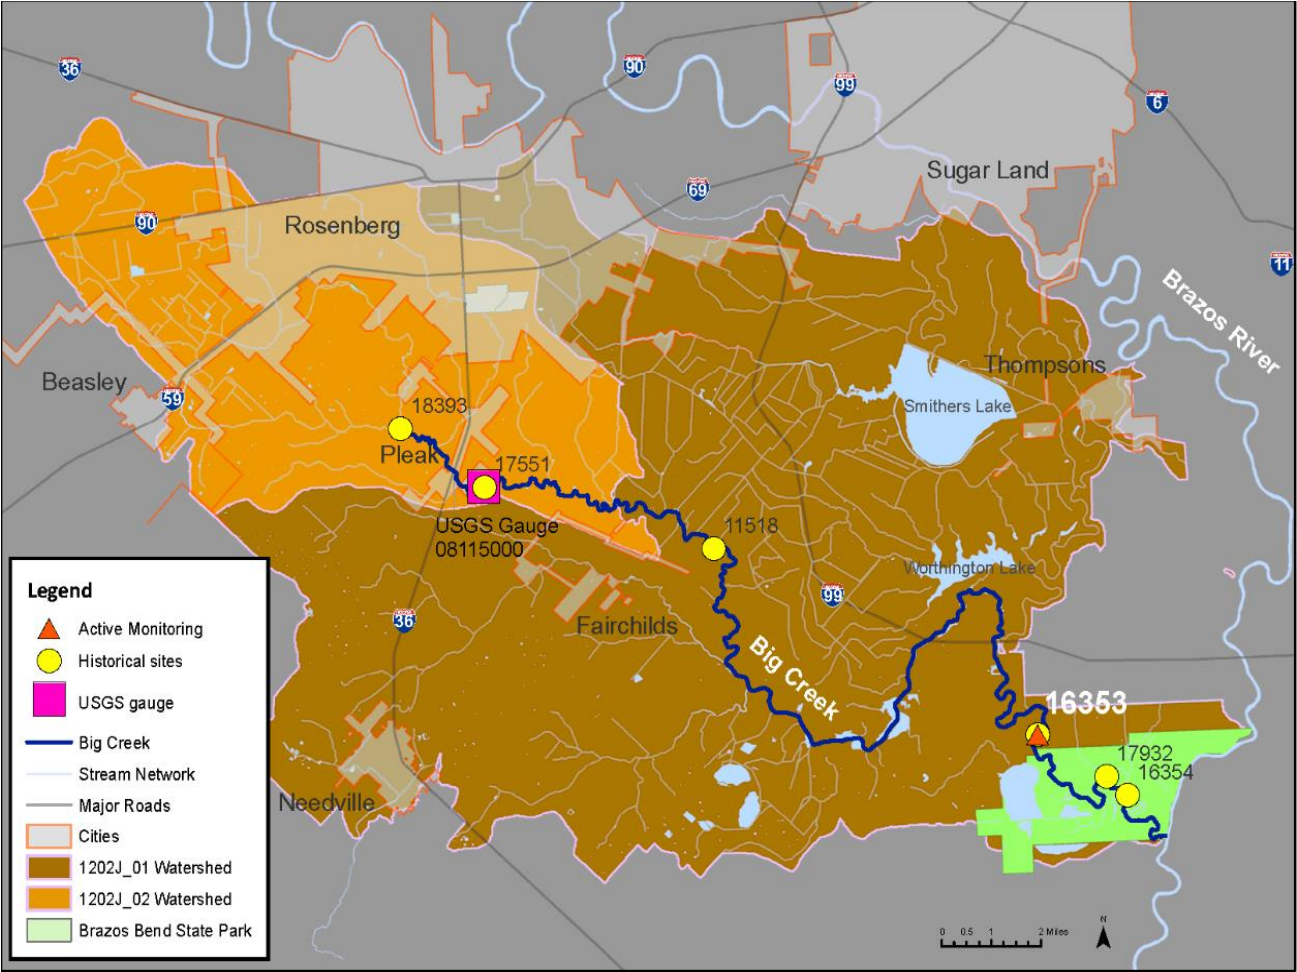 36
90
99
6
Sugar Land
69
90
Rosenberg
11
Brazos River
Thompsons
Beasley
59
Smithers Lake
18393
Pleak
17551
USGS Gauge
08115000
11518
Worthington Lake
99
36
Fairchilds
Big Creek
16353
17932
16354
Needville
Legend
Active Monitoring
Historical sites
USGS gauge
Big Creek
Stream Network
Major Roads
Cities
1202J_01 Watershed
1202J_02 Watershed
Brazos Bend State Park
0 0.5 1 2 Miles
N